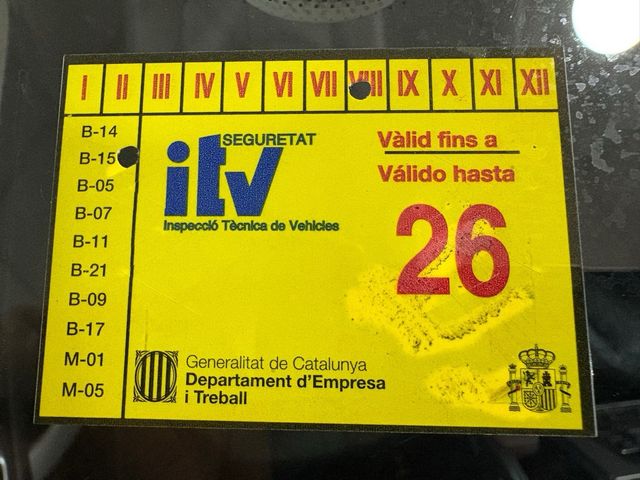 I II III IV V VI VII VIII IX X XI XII
B-14
B-15
B-05
B-07
B-11
B-21
B-09
B-17
M-01
M-05
SEGURETAT
itv
Inspecció Tècnica de Vehicles
Vàlid fins a
Válido hasta
26
Generalitat de Catalunya
Departament d'Empresa
i Treball